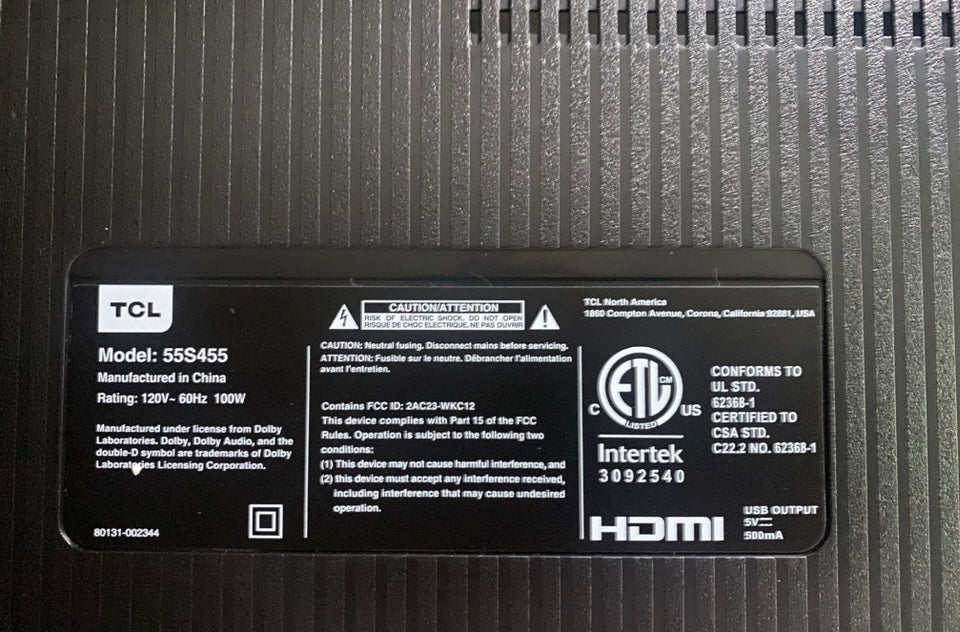 TCL
Model: 55S455
Manufactured in China
Rating: 120V~ 60Hz 100W
Manufactured under license from Dolby
Laboratories. Dolby, Dolby Audio, and the
double-D symbol are trademarks of Dolby
Laboratories Licensing Corporation.
80131-002344
CAUTION/ATTENTION
RISK OF ELECTRIC SHOCK. DO NOT OPEN
RISQUE DE CHOC ELECTRIQUE. NE PAS OUVRIR
CAUTION: Neutral fusing. Disconnect mains before servicing.
ATTENTION: Fusible sur le neutre. Débrancher l'alimentation
avant l'entretien.
Contains FCC ID: 2AC23-WKC12
This device complies with Part 15 of the FCC
Rules. Operation is subject to the following two
conditions:
(1) This device may not cause harmful interference, and
(2) this device must accept any interference received,
including interference that may cause undesired
operation.
TCL North America
1860 Compton Avenue, Corona, California 92881, USA
ETL CM
LISTED
C US
Intertek
3092540
CONFORMS TO
UL STD.
62368-1
CERTIFIED TO
CSA STD.
C22.2 NO. 62368-1
HDMI
USB OUTPUT
5V⎓
500mA